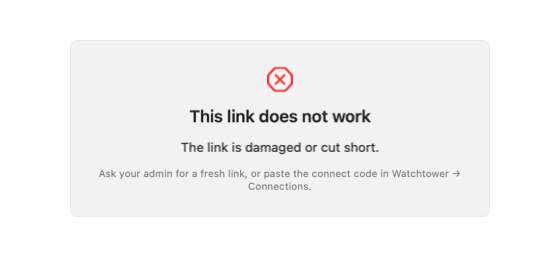 This link does not work
The link is damaged or cut short.
Ask your admin for a fresh link, or paste the connect code in Watchtower →
Connections.